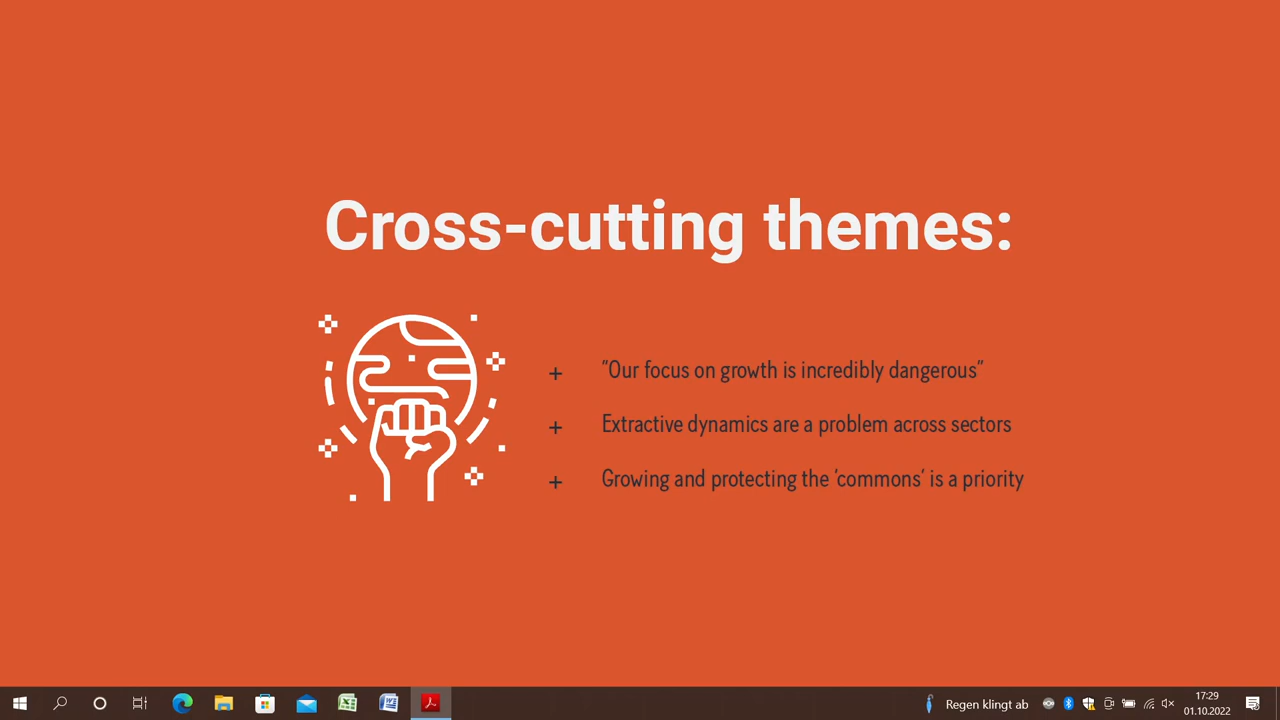 Cross-cutting themes:
+ "Our focus on growth is incredibly dangerous"
+ Extractive dynamics are a problem across sectors
+ Growing and protecting the 'commons' is a priority
Regen klingt ab
17:29
01.10.2022